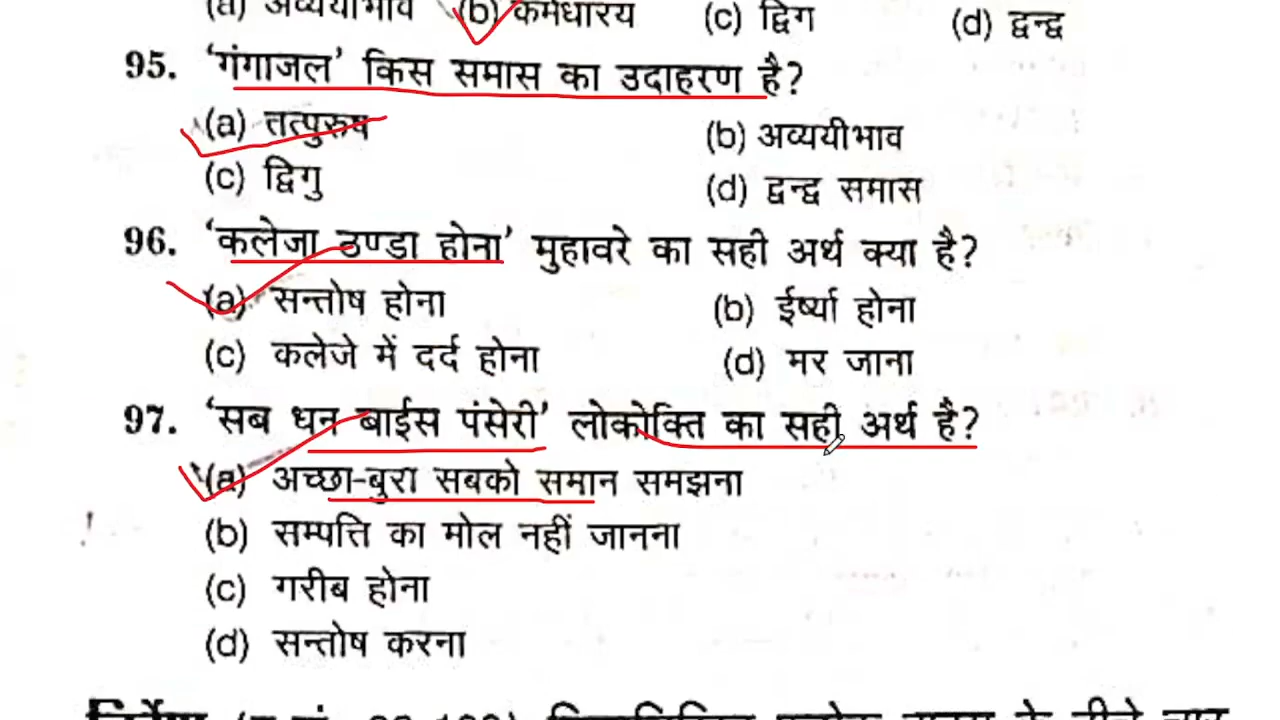 (a) अव्ययीभाव (b) कर्मधारय (c) द्विग (d) द्वन्द्व
95. 'गंगाजल' किस समास का उदाहरण है?
(a) तत्पुरुष (b) अव्ययीभाव
(c) द्विगु (d) द्वन्द्व समास
96. 'कलेजा ठण्डा होना' मुहावरे का सही अर्थ क्या है?
(a) सन्तोष होना (b) ईर्ष्या होना
(c) कलेजे में दर्द होना (d) मर जाना
97. 'सब धन बाईस पंसेरी' लोकोक्ति का सही अर्थ है?
(a) अच्छा-बुरा सबको समान समझना
(b) सम्पत्ति का मोल नहीं जानना
(c) गरीब होना
(d) सन्तोष करना